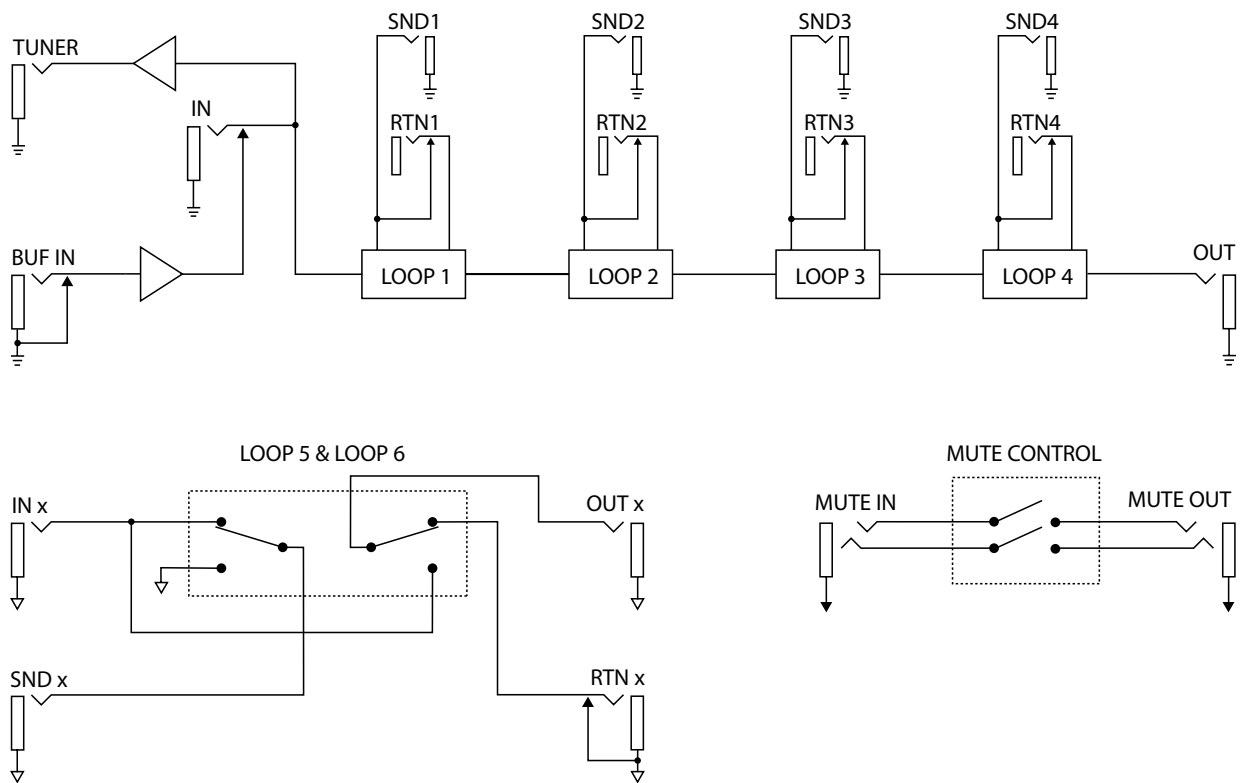 SND1
SND2
SND3
SND4
TUNER
IN
RTN1
RTN2
RTN3
RTN4
BUF IN
LOOP 1
LOOP 2
LOOP 3
LOOP 4
OUT
LOOP 5 & LOOP 6
MUTE CONTROL
IN x
OUT x
MUTE IN
MUTE OUT
SND x
RTN x